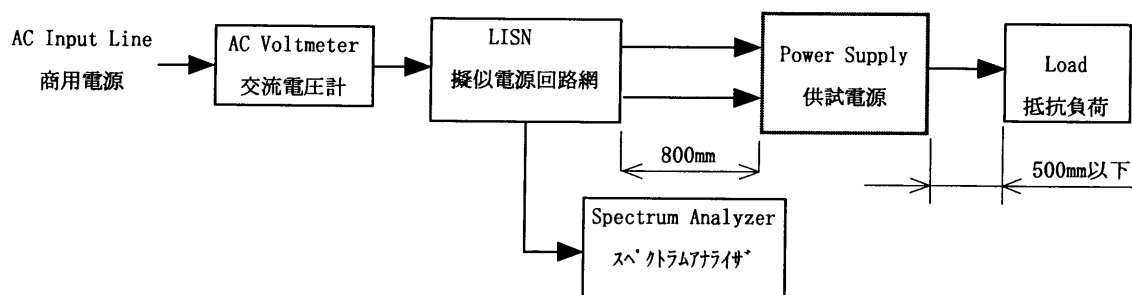 AC Input Line
商用電源
AC Voltmeter
交流電圧計
LISN
擬似電源回路網
Power Supply
供試電源
Load
抵抗負荷
800mm
500mm以下
Spectrum Analyzer
ｽﾍﾟｸﾄﾗﾑｱﾅﾗｲｻﾞ